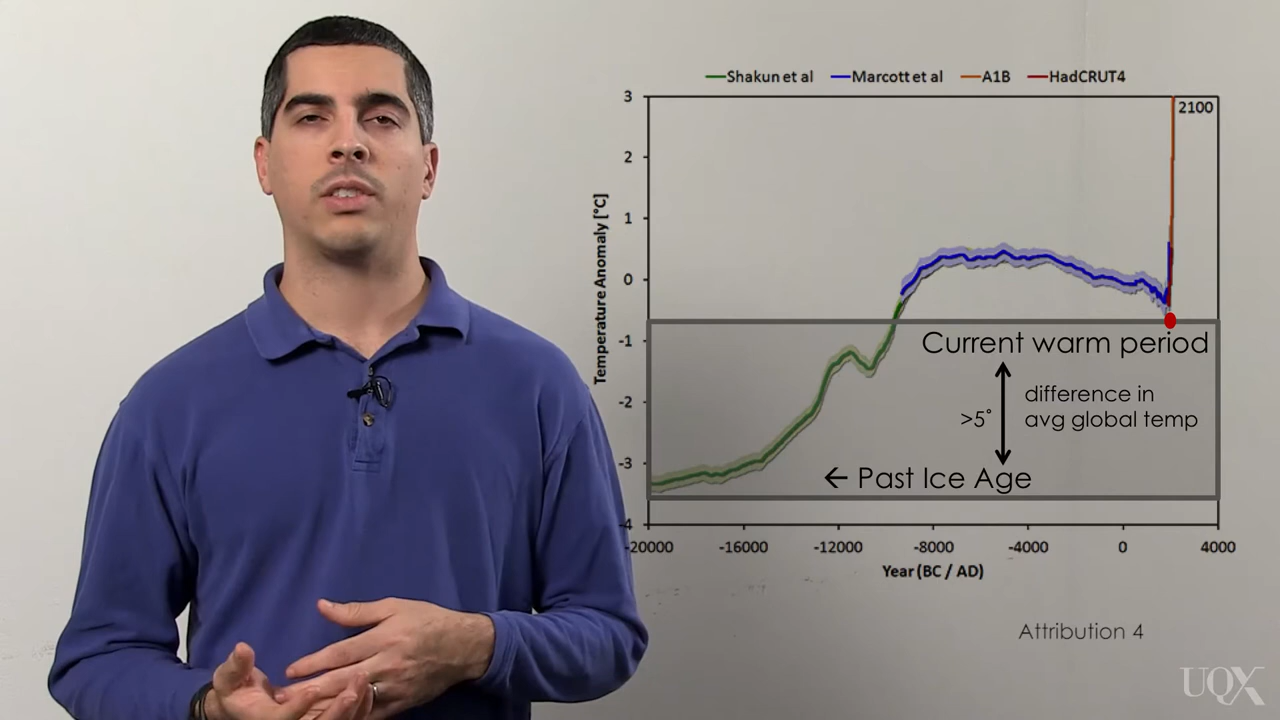 Shakun et al Marcott et al A1B HadCRUT4
3
2100
2
1
0
-1
-2
-3
-4
Temperature Anomaly [°C]
Current warm period
difference in
>5° avg global temp
← Past Ice Age
-20000 -16000 -12000 -8000 -4000 0 4000
Year (BC / AD)
Attribution 4
UQX